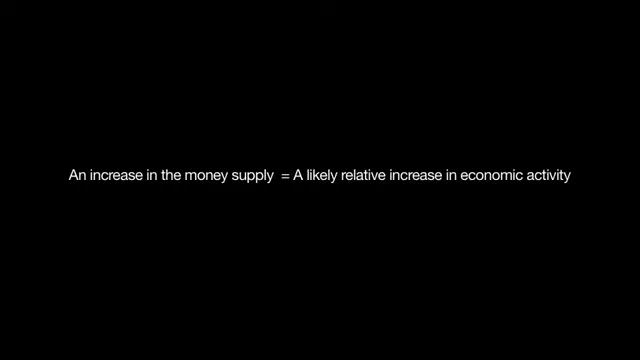 An increase in the money supply = A likely relative increase in economic activity